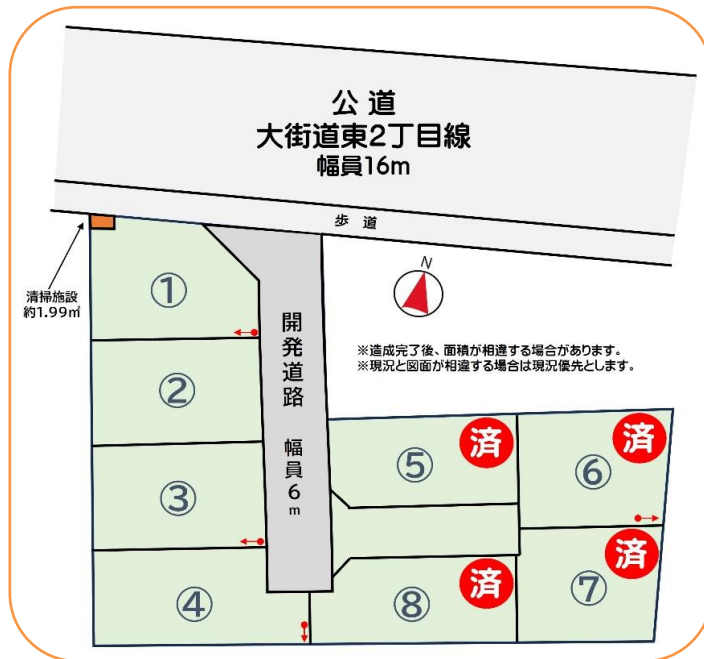 公道
大街道東2丁目線
幅員16m
歩道
N
清掃施設
約1.99㎡
①
②
③
④
開発道路 幅員6m
※造成完了後、面積が相違する場合があります。
※現況と図面が相違する場合は現況優先とします。
⑤ 済
⑥ 済
⑦ 済
⑧ 済